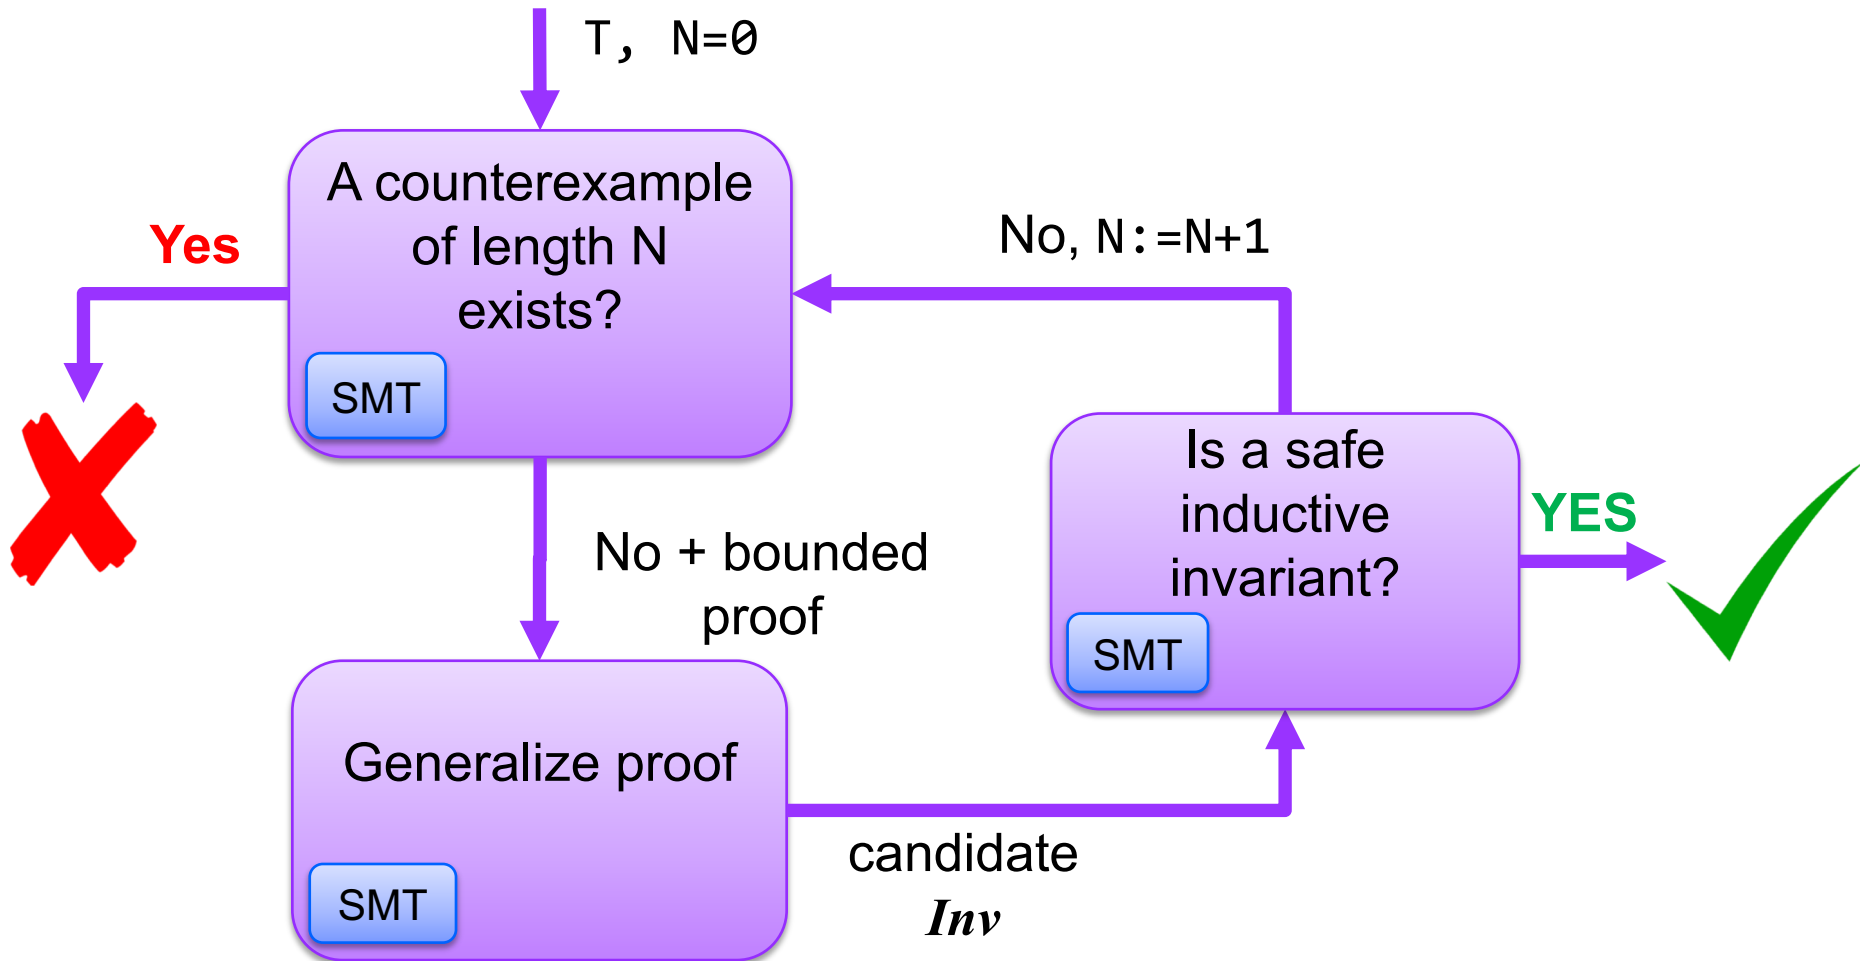 T, N=0
A counterexample
of length N
exists?
SMT
Yes
No, N:=N+1
No + bounded
proof
Is a safe
inductive
invariant?
SMT
YES
Generalize proof
SMT
candidate
Inv